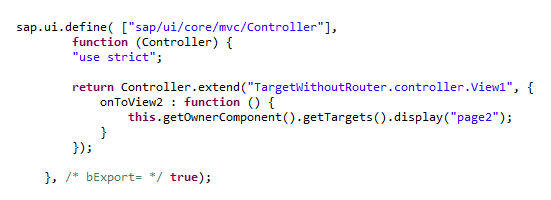 sap.ui.define( ["sap/ui/core/mvc/Controller"],
        function (Controller) {
        "use strict";

        return Controller.extend("TargetWithoutRouter.controller.View1", {
            onToView2 : function () {
                this.getOwnerComponent().getTargets().display("page2");
            }
        });

    }, /* bExport= */ true);